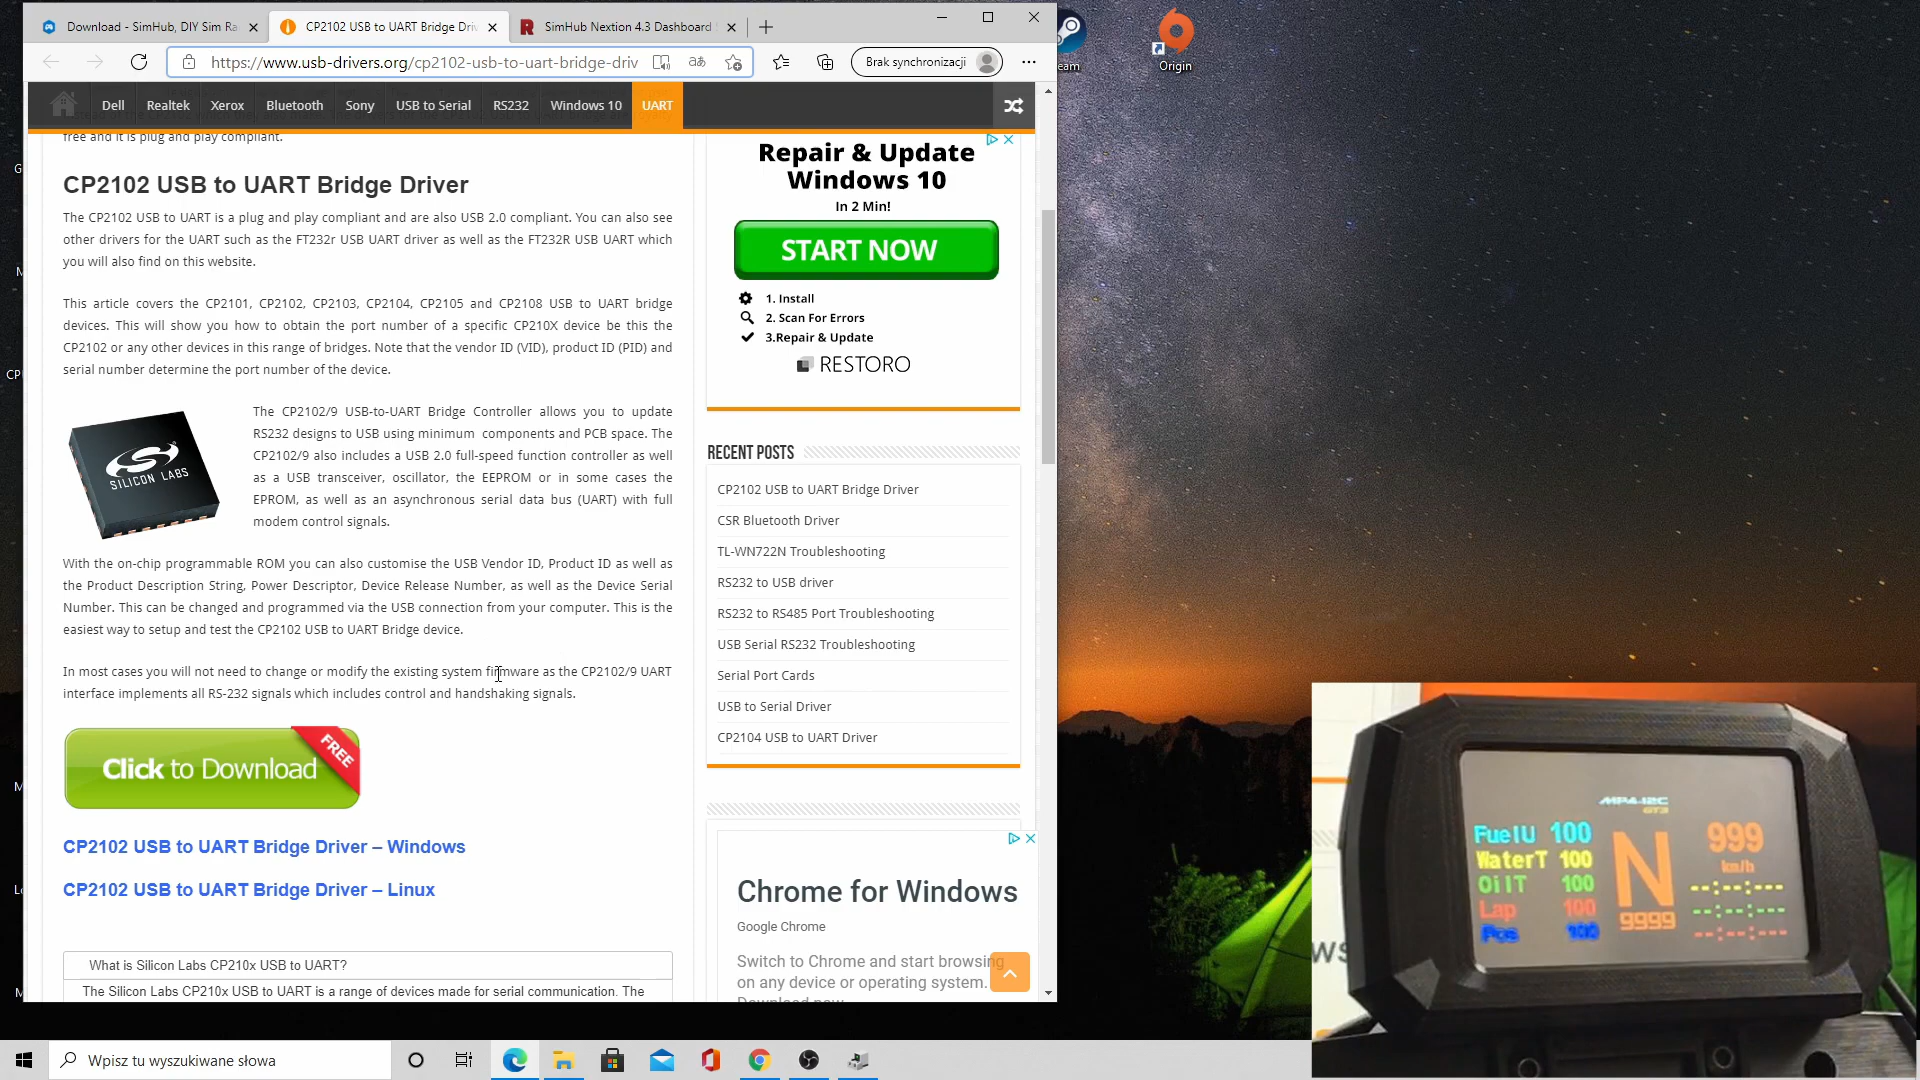 Download - SimHub, DIY Sim Ra
CP2102 USB to UART Bridge Driv
SimHub Nextion 4.3 Dashboard
https://www.usb-drivers.org/cp2102-usb-to-uart-bridge-driv
Brak synchronizacji
Dell
Realtek
Xerox
Bluetooth
Sony
USB to Serial
RS232
Windows 10
UART
free and it is plug and play compliant.
CP2102 USB to UART Bridge Driver
The CP2102 USB to UART is a plug and play compliant and are also USB 2.0 compliant. You can also see
other drivers for the UART such as the FT232r USB UART driver as well as the FT232R USB UART which
you will also find on this website.
This article covers the CP2101, CP2102, CP2103, CP2104, CP2105 and CP2108 USB to UART bridge
devices. This will show you how to obtain the port number of a specific CP210X device be this the
CP2102 or any other devices in this range of bridges. Note that the vendor ID (VID), product ID (PID) and
serial number determine the port number of the device.
SILICON LABS
The CP2102/9 USB-to-UART Bridge Controller allows you to update
RS232 designs to USB using minimum components and PCB space. The
CP2102/9 also includes a USB 2.0 full-speed function controller as well
as a USB transceiver, oscillator, the EEPROM or in some cases the
EPROM, as well as an asynchronous serial data bus (UART) with full
modem control signals.
With the on-chip programmable ROM you can also customise the USB Vendor ID, Product ID as well as
the Product Description String, Power Descriptor, Device Release Number, as well as the Device Serial
Number. This can be changed and programmed via the USB connection from your computer. This is the
easiest way to setup and test the CP2102 USB to UART Bridge device.
In most cases you will not need to change or modify the existing system firmware as the CP2102/9 UART
interface implements all RS-232 signals which includes control and handshaking signals.
Click to Download
FREE
CP2102 USB to UART Bridge Driver – Windows
CP2102 USB to UART Bridge Driver – Linux
What is Silicon Labs CP210x USB to UART?
The Silicon Labs CP210x USB to UART is a range of devices made for serial communication. The
Repair & Update
Windows 10
In 2 Min!
START NOW
1. Install
2. Scan For Errors
3.Repair & Update
RESTORO
RECENT POSTS
CP2102 USB to UART Bridge Driver
CSR Bluetooth Driver
TL-WN722N Troubleshooting
RS232 to USB driver
RS232 to RS485 Port Troubleshooting
USB Serial RS232 Troubleshooting
Serial Port Cards
USB to Serial Driver
CP2104 USB to UART Driver
Chrome for Windows
Google Chrome
Switch to Chrome and start browsing
on any device or operating system.
Download now
eam
Origin
MP4-12C
GT3
FuelU 100
WaterT 100
OilT 100
Lap 100
Pos 100
N
9999
999
km/h
--:--:--
--:--:--
--:--:--
Wpisz tu wyszukiwane słowa